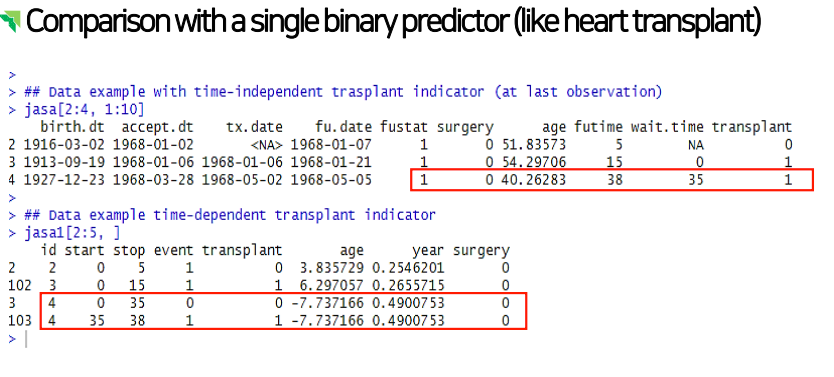 Comparison with a single binary predictor (like heart transplant)
>
> ## Data example with time-independent trasplant indicator (at last observation)
> jasa[2:4, 1:10]
birth.dt accept.dt tx.date fu.date fustat surgery age futime wait.time transplant
2 1916-03-02 1968-01-02 <NA> 1968-01-07 1 0 51.83573 5 NA 0
3 1913-09-19 1968-01-06 1968-01-06 1968-01-21 1 0 54.29706 15 0 1
4 1927-12-23 1968-03-28 1968-05-02 1968-05-05 1 0 40.26283 38 35 1
>
> ## Data example time-dependent transplant indicator
> jasa1[2:5, ]
id start stop event transplant age year surgery
2 2 0 5 1 0 3.835729 0.2546201 0
102 3 0 15 1 1 6.297057 0.2655715 0
3 4 0 35 0 0 -7.737166 0.4900753 0
103 4 35 38 1 1 -7.737166 0.4900753 0
>